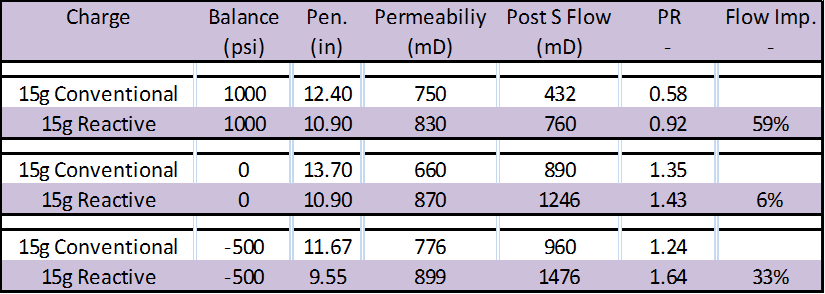 Charge Balance Pen. Permeabiliy Post S Flow PR Flow Imp.
(psi) (in) (mD) (mD) - -
15g Conventional 1000 12.40 750 432 0.58
15g Reactive 1000 10.90 830 760 0.92 59%
15g Conventional 0 13.70 660 890 1.35
15g Reactive 0 10.90 870 1246 1.43 6%
15g Conventional -500 11.67 776 960 1.24
15g Reactive -500 9.55 899 1476 1.64 33%